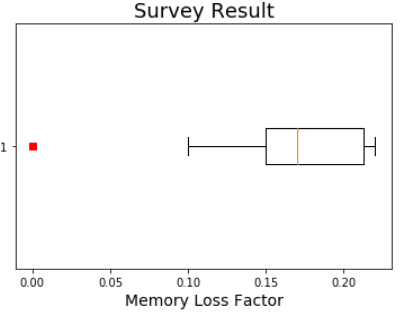 Survey Result
1
0.00 0.05 0.10 0.15 0.20
Memory Loss Factor